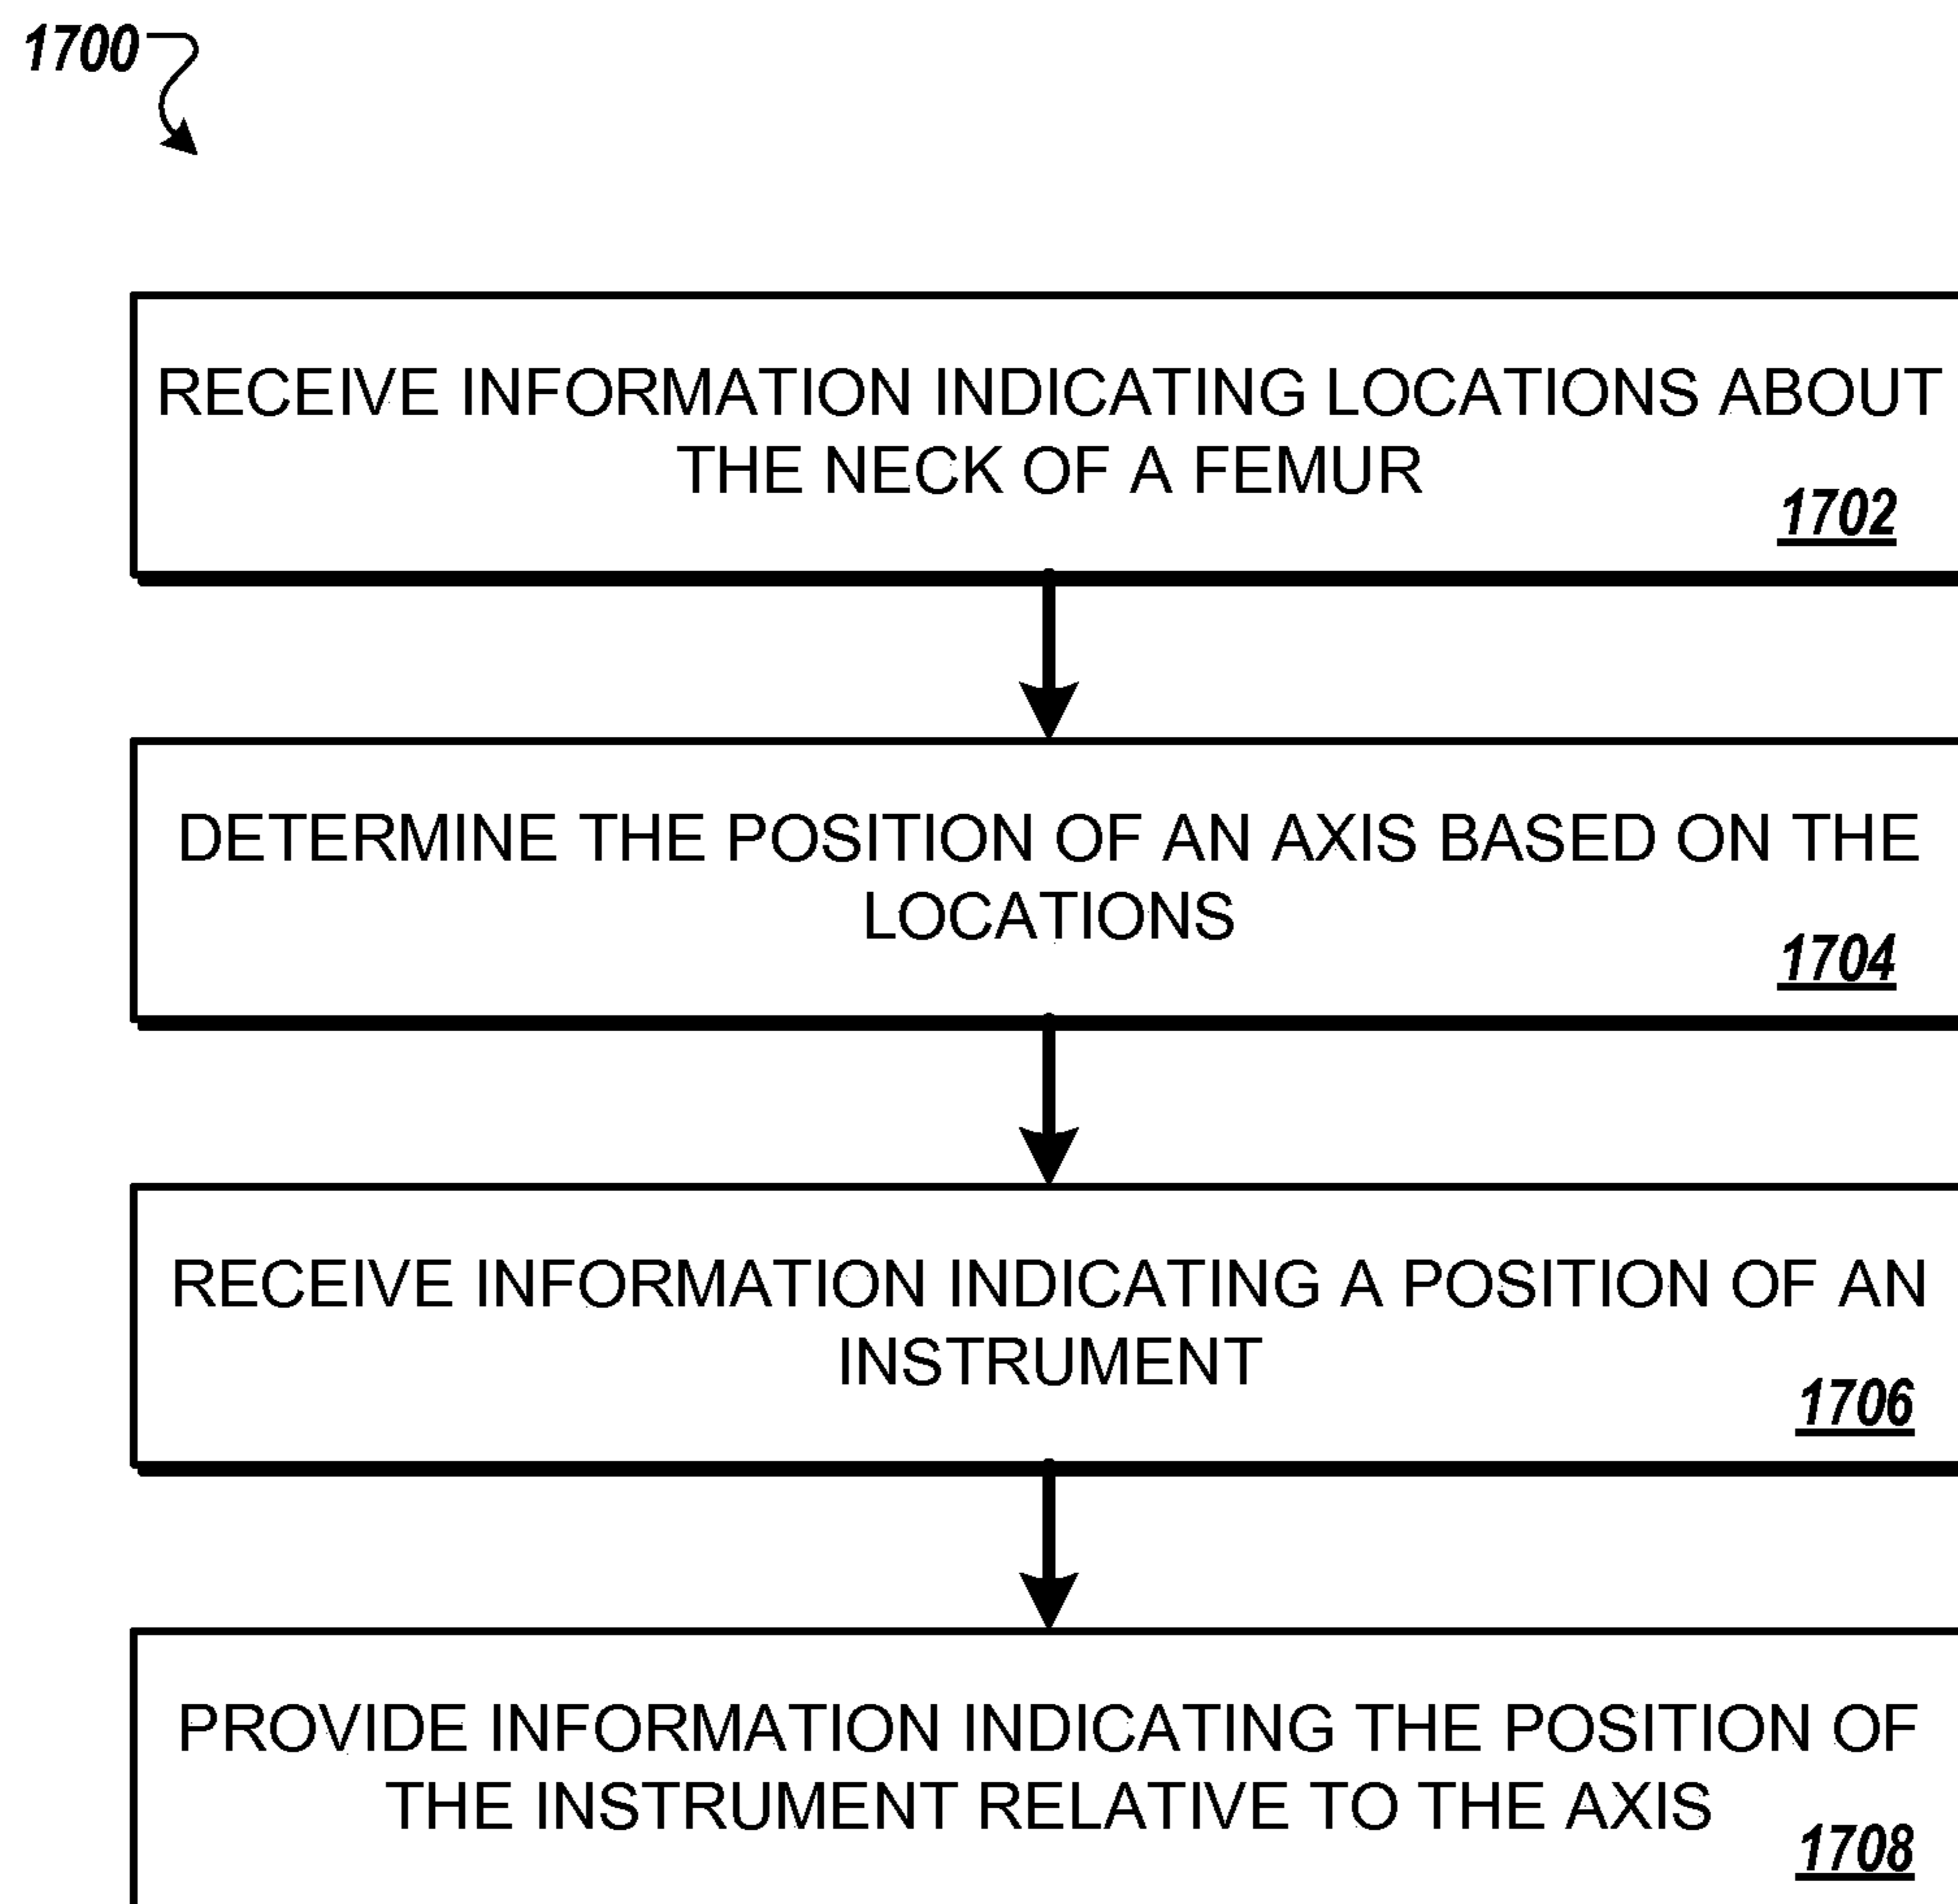 1700
RECEIVE INFORMATION INDICATING LOCATIONS ABOUT
THE NECK OF A FEMUR
1702
DETERMINE THE POSITION OF AN AXIS BASED ON THE
LOCATIONS
1704
RECEIVE INFORMATION INDICATING A POSITION OF AN
INSTRUMENT
1706
PROVIDE INFORMATION INDICATING THE POSITION OF
THE INSTRUMENT RELATIVE TO THE AXIS
1708